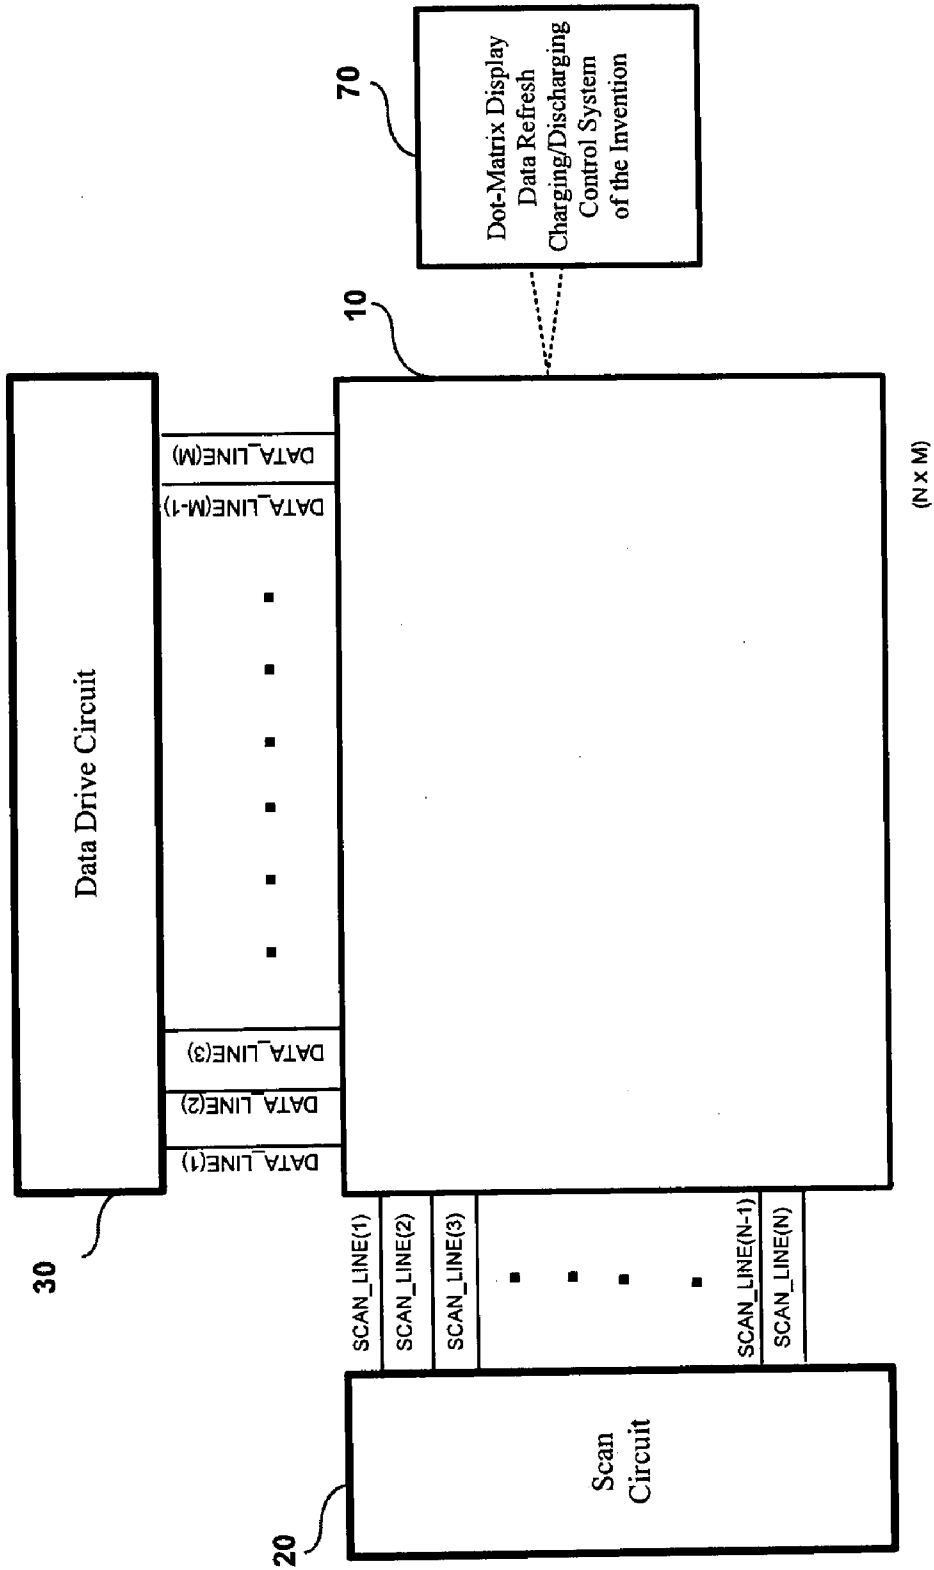 30
Data Drive Circuit
DATA_LINE(1)
DATA_LINE(2)
DATA_LINE(3)
DATA_LINE(M-1)
DATA_LINE(M)
20
Scan
Circuit
SCAN_LINE(1)
SCAN_LINE(2)
SCAN_LINE(3)
SCAN_LINE(N-1)
SCAN_LINE(N)
10
(N x M)
70
Dot-Matrix Display
Data Refresh
Charging/Discharging
Control System
of the Invention